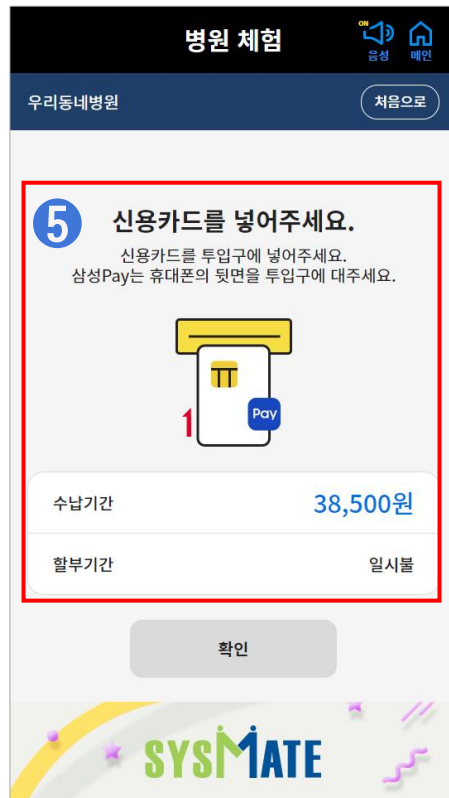 병원 체험
ON
음성
메인
우리동네병원
처음으로
5
신용카드를 넣어주세요.
신용카드를 투입구에 넣어주세요.
삼성Pay는 휴대폰의 뒷면을 투입구에 대주세요.
1
Pay
수납기간 38,500원
할부기간 일시불
확인
SYSMATE